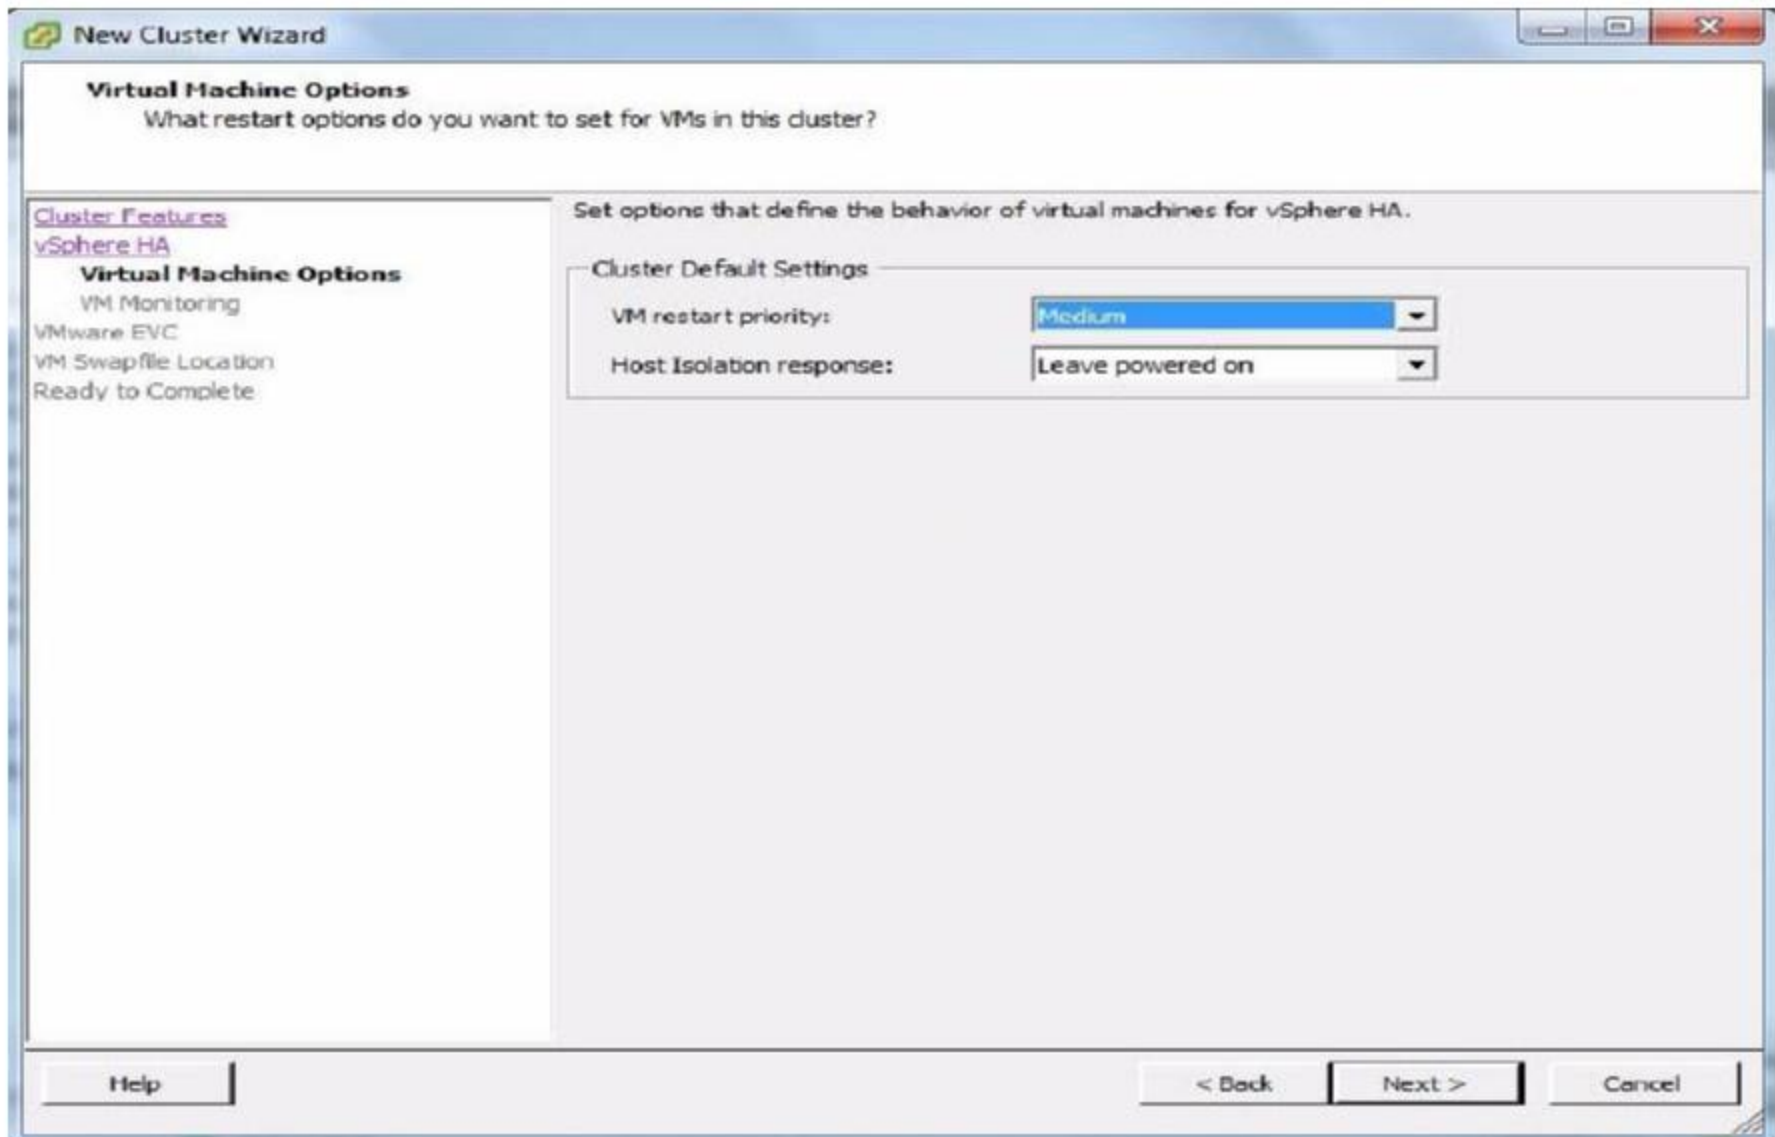 New Cluster Wizard
Virtual Machine Options
What restart options do you want to set for VMs in this cluster?
Cluster Features
vSphere HA
Virtual Machine Options
VM Monitoring
VMware EVC
VM Swapfile Location
Ready to Complete
Set options that define the behavior of virtual machines for vSphere HA.
Cluster Default Settings
VM restart priority: Medium
Host Isolation response: Leave powered on
Help < Back Next > Cancel